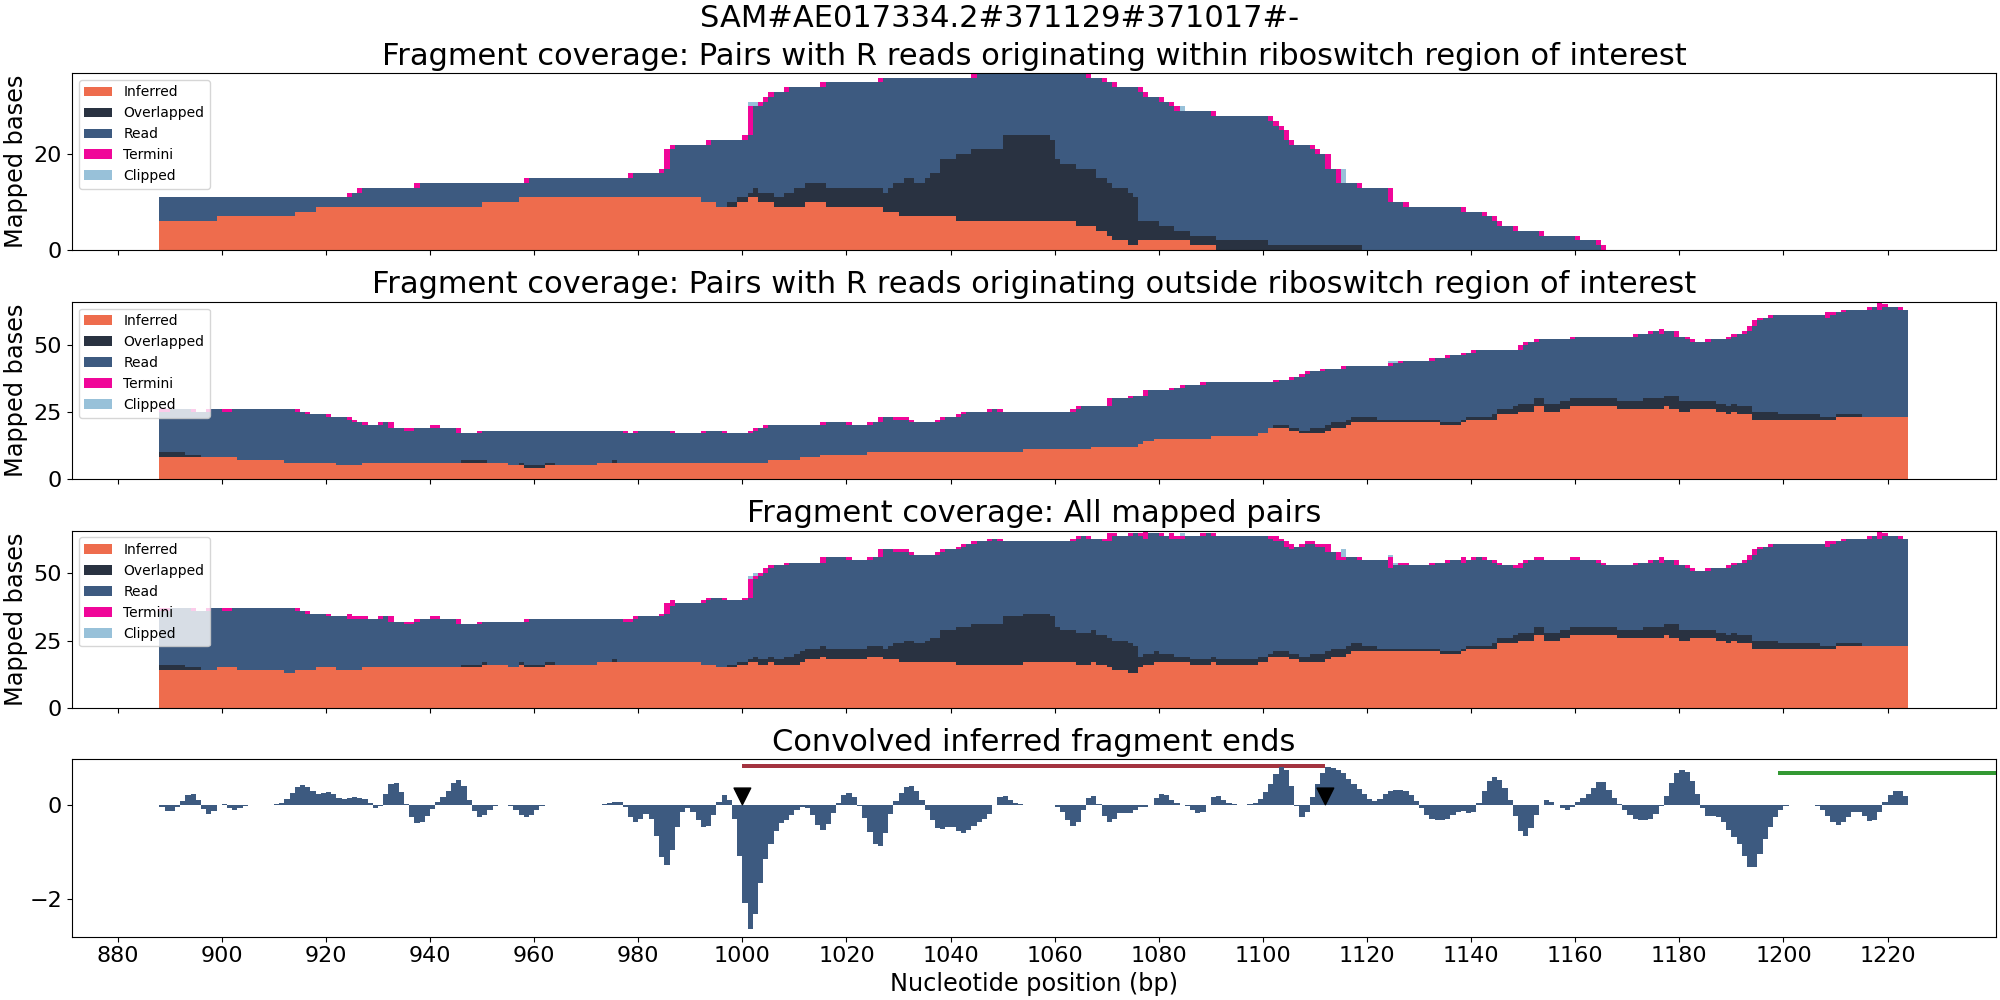 SAM#AE017334.2#371129#371017#-
Fragment coverage: Pairs with R reads originating within riboswitch region of interest
Mapped bases
20
0
Inferred
Overlapped
Read
Termini
Clipped
Fragment coverage: Pairs with R reads originating outside riboswitch region of interest
Mapped bases
50
25
0
Inferred
Overlapped
Read
Termini
Clipped
Fragment coverage: All mapped pairs
Mapped bases
50
25
0
Inferred
Overlapped
Read
Termini
Clipped
Convolved inferred fragment ends
0
−2
880 900 920 940 960 980 1000 1020 1040 1060 1080 1100 1120 1140 1160 1180 1200 1220
Nucleotide position (bp)